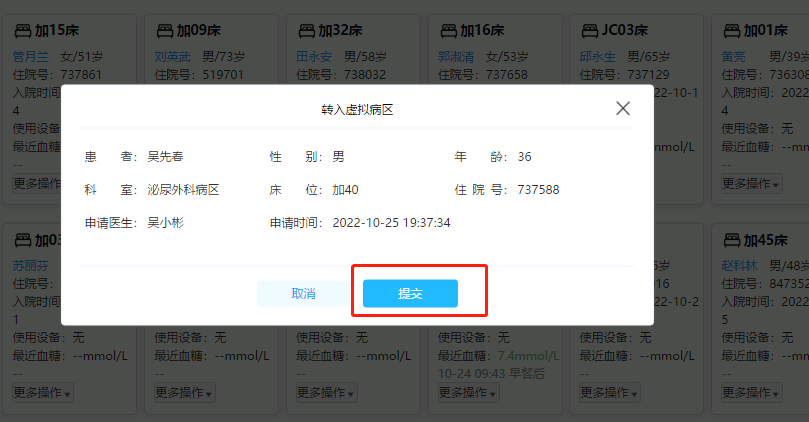 加15床 加09床 加32床 加16床 JC03床 加01床
管月兰 女/51岁 刘英武 男/73岁 田永安 男/58岁 郭淑清 女/53岁 邱永生 男/65岁 黄亮 男/39岁
住院号：737861 住院号：519701 住院号：738032 住院号：737658 住院号：737129 住院号：736308
入院时间 2022-10-1 入院时间：2022
4 4
使用设备 使用设备：无
最近血糖 mmol/L 最近血糖：--mmol
-- --
更多操作 更多操作
转入虚拟病区
患 者：吴先春 性 别：男 年 龄：36
科 室：泌尿外科病区 床 位：加40 住 院 号：737588
申请医生：吴小彬 申请时间：2022-10-25 19:37:34
取消 提交
加03 加45床
苏丽芬 岁 赵科林 男/48岁
住院号 16 住院号：847352
入院时间 2022-10-2 入院时间：2022
1 5
使用设备：无 使用设备：无 使用设备：无 使用设备：无 使用设备：无 使用设备：无
最近血糖：--mmol/L 最近血糖：--mmol/L 最近血糖：--mmol/L 最近血糖：7.4mmol/L 最近血糖：--mmol/L 最近血糖：--mmol
-- -- -- 10-24 09:43 早餐后 -- --
更多操作 更多操作 更多操作 更多操作 更多操作 更多操作